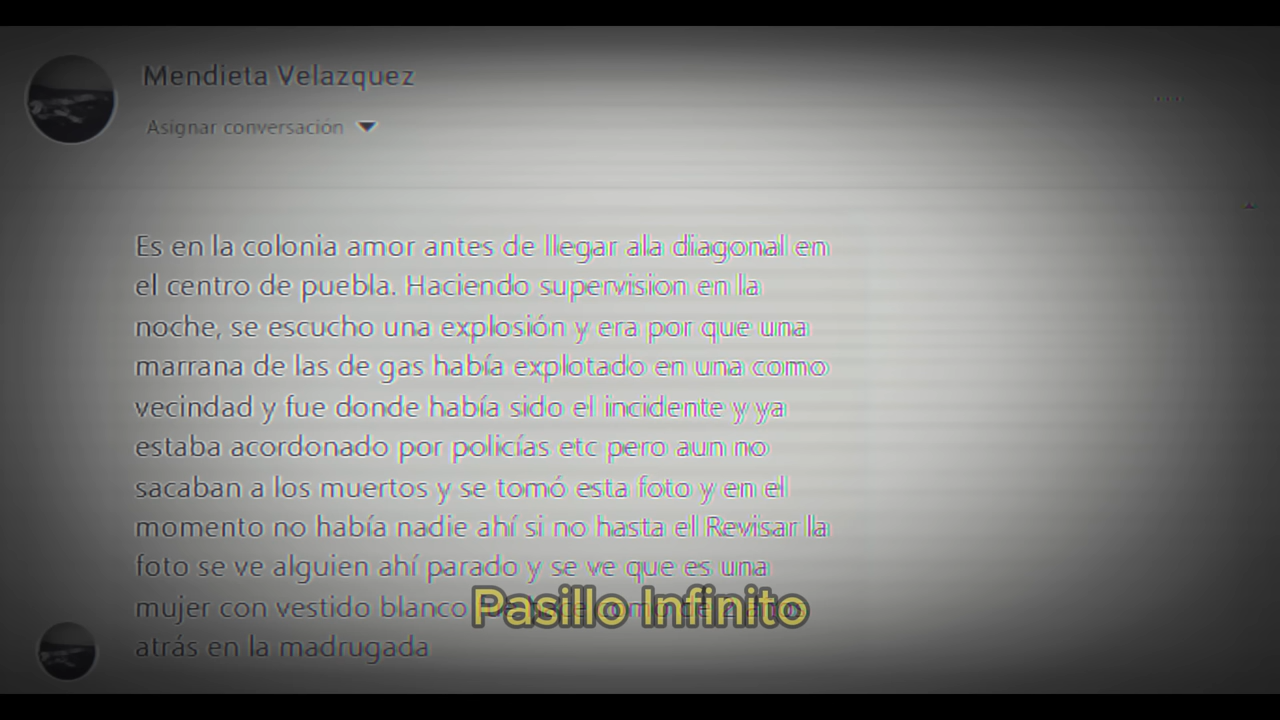 Mendieta Velazquez
Asignar conversación
Es en la colonia amor antes de llegar ala diagonal en
el centro de puebla. Haciendo supervision en la
noche, se escucho una explosión y era por que una
marrana de las de gas había explotado en una como
vecindad y fue donde había sido el incidente y ya
estaba acordonado por policías etc pero aun no
sacaban a los muertos y se tomó esta foto y en el
momento no había nadie ahí si no hasta el Revisar la
foto se ve alguien ahí parado y se ve que es una
mujer con vestido blanco
Pasillo Infinito
atrás en la madrugada